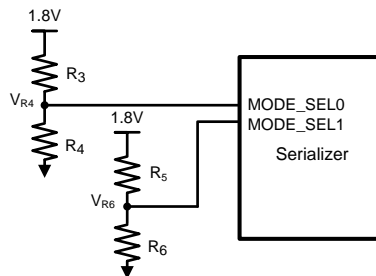 1.8V
R3
VR4
MODE_SEL0
R4
1.8V
MODE_SEL1
Serializer
R5
VR6
R6